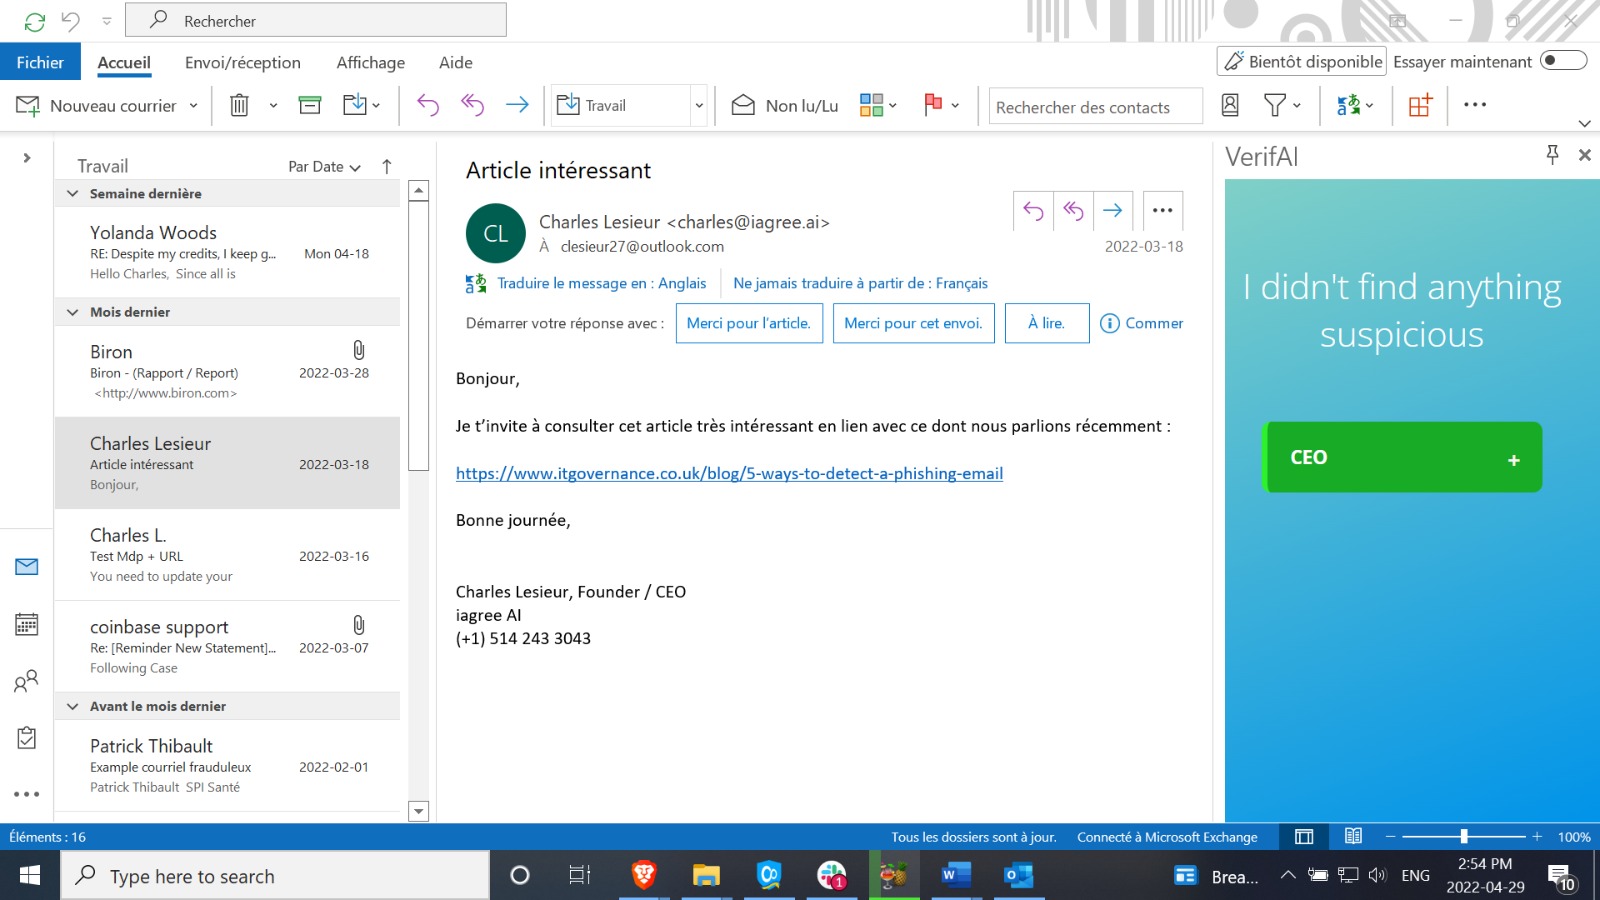 Rechercher
Fichier
Accueil
Envoi/réception
Affichage
Aide
Bientôt disponible
Essayer maintenant
Nouveau courrier
Travail
Non lu/Lu
Rechercher des contacts
Travail
Par Date
Semaine dernière
Yolanda Woods
RE: Despite my credits, I keep g...
Mon 04-18
Hello Charles, Since all is
Mois dernier
Biron
Biron - (Rapport / Report)
2022-03-28
<http://www.biron.com>
Charles Lesieur
Article intéressant
2022-03-18
Bonjour,
Charles L.
Test Mdp + URL
2022-03-16
You need to update your
coinbase support
Re: [Reminder New Statement]...
2022-03-07
Following Case
Avant le mois dernier
Patrick Thibault
Example courriel frauduleux
2022-02-01
Patrick Thibault SPI Santé
Article intéressant
CL
Charles Lesieur <charles@iagree.ai>
À clesieur27@outlook.com
2022-03-18
Traduire le message en : Anglais
Ne jamais traduire à partir de : Français
Démarrer votre réponse avec :
Merci pour l'article.
Merci pour cet envoi.
À lire.
Commer
Bonjour,
Je t'invite à consulter cet article très intéressant en lien avec ce dont nous parlions récemment :
https://www.itgovernance.co.uk/blog/5-ways-to-detect-a-phishing-email
Bonne journée,
Charles Lesieur, Founder / CEO
iagree AI
(+1) 514 243 3043
VerifAI
I didn't find anything
suspicious
CEO
+
Éléments : 16
Tous les dossiers sont à jour.
Connecté à Microsoft Exchange
100%
Type here to search
1
Brea...
ENG
2:54 PM
2022-04-29
10